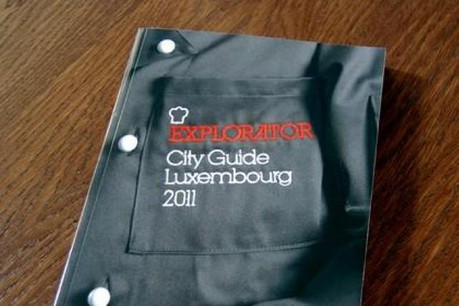 EXPLORATOR
City Guide
Luxembourg
2011